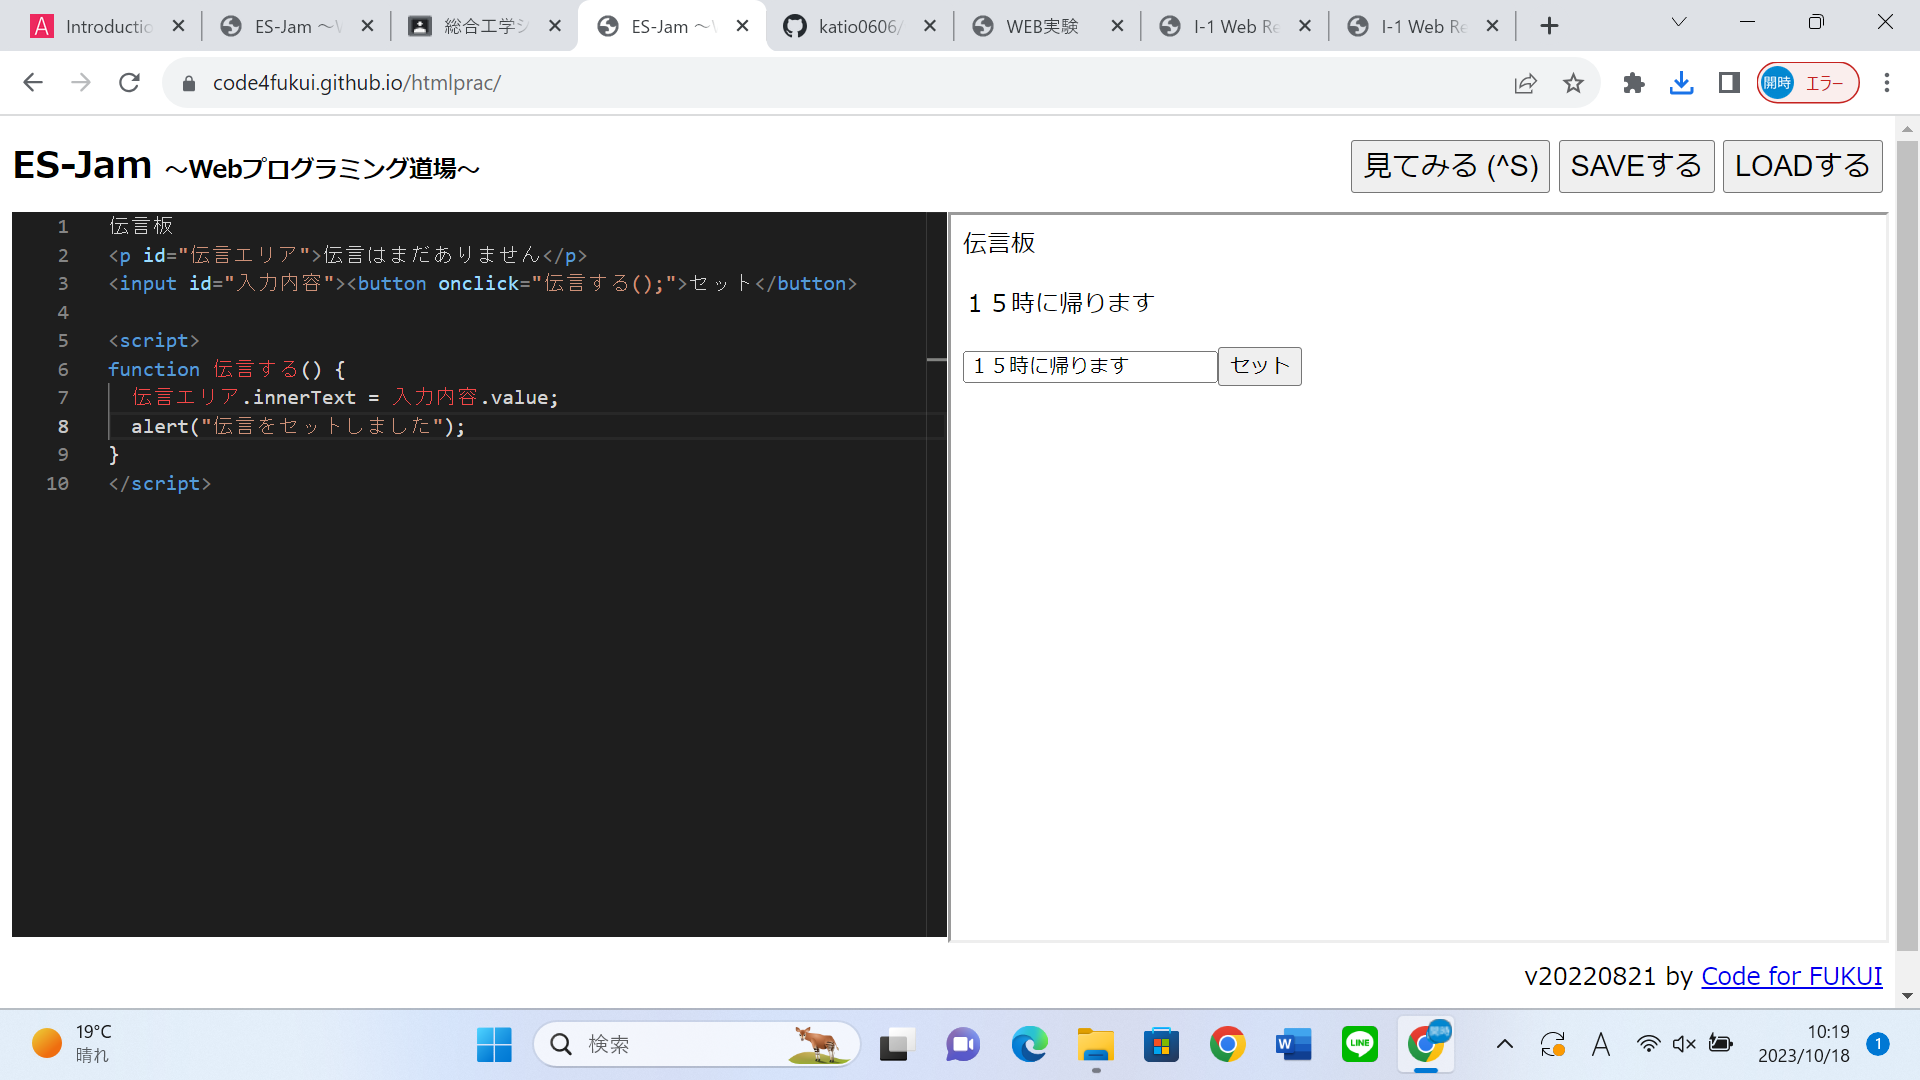 Introductio
ES-Jam ～
総合工学シ
ES-Jam ～
katio0606/
WEB実験
I-1 Web Re
I-1 Web Re
code4fukui.github.io/htmlprac/
開時 エラー
ES-Jam ～Webプログラミング道場～
見てみる (^S) SAVEする LOADする
1 伝言板
2 <p id="伝言エリア">伝言はまだありません</p>
3 <input id="入力内容"><button onclick="伝言する();">セット</button>
4
5 <script>
6 function 伝言する() {
7 伝言エリア.innerText = 入力内容.value;
8 alert("伝言をセットしました");
9 }
10 </script>
伝言板
１５時に帰ります
１５時に帰ります セット
v20220821 by Code for FUKUI
19°C
晴れ
検索
W
LINE
開時
A
10:19
2023/10/18
1